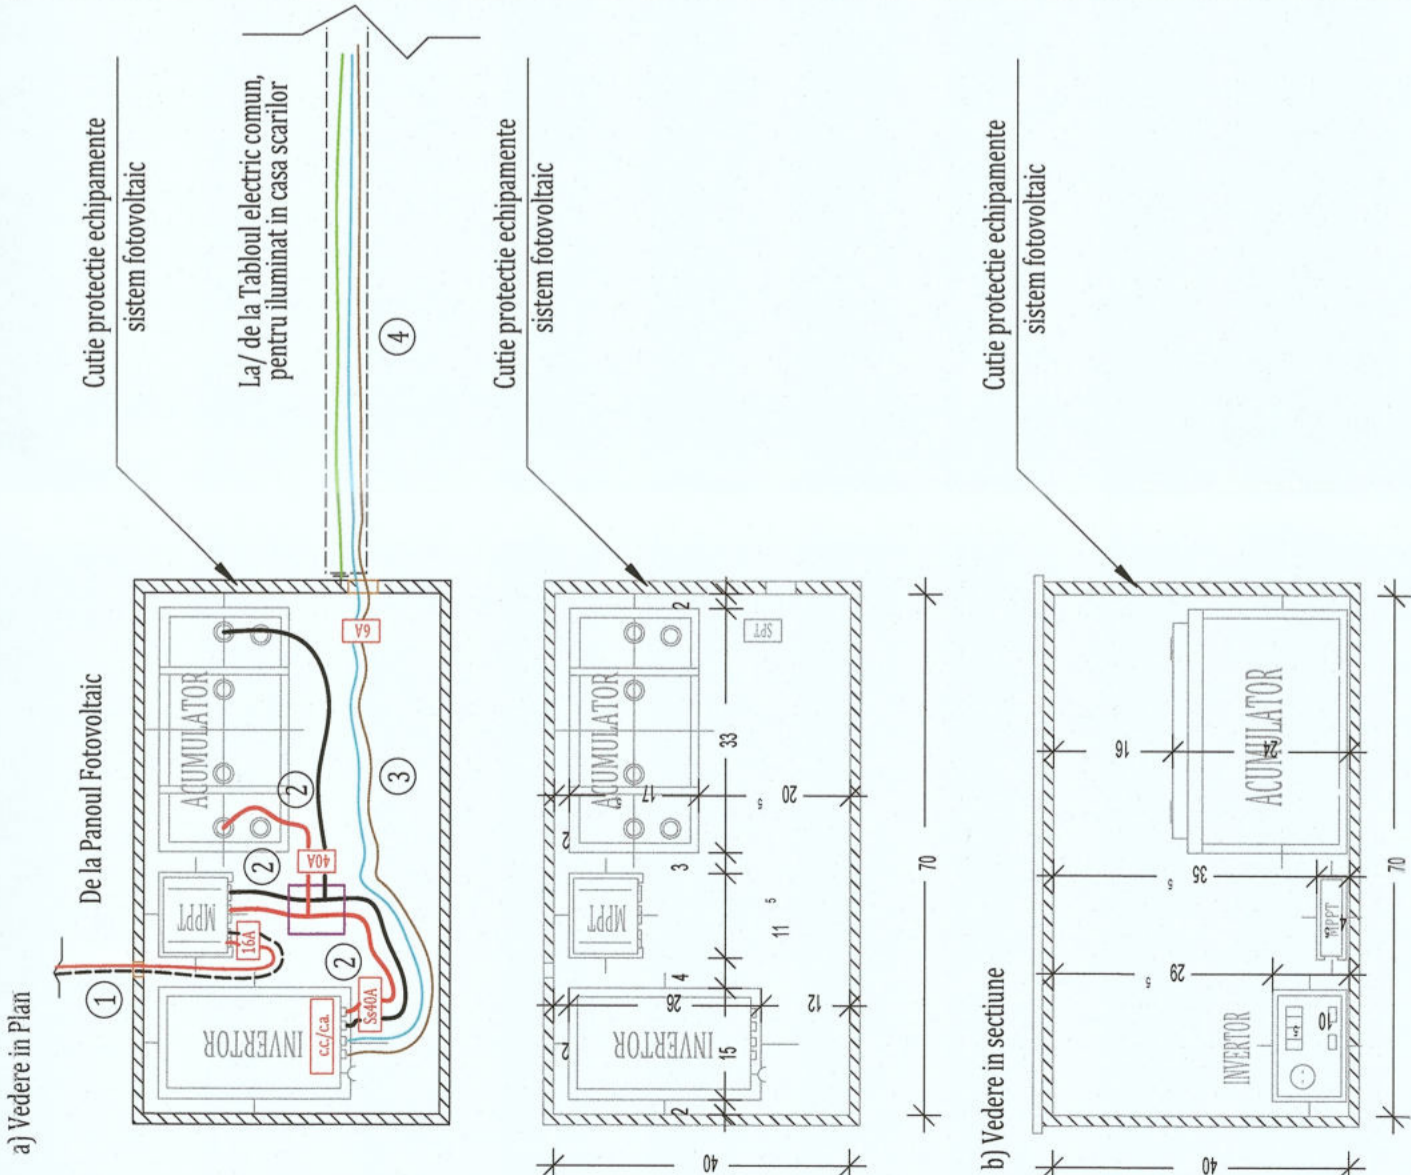 a) Vedere in Plan
Cutie protectie echipamente
sistem fotovoltaic
La/ de la Tabloul electric comun,
pentru iluminat in casa scarilor
De la Panoul Fotovoltaic
1
2
2
2
3
4
ACUMULATOR
MPPT
INVERTOR
16A
40A
Ss40A
6A
c.c/c.a.
Cutie protectie echipamente
sistem fotovoltaic
ACUMULATOR
MPPT
INVERTOR
SPT
2
33
3
11
5
4
15
2
2
17
5
20
2
26
12
70
40
b) Vedere in sectiune
Cutie protectie echipamente
sistem fotovoltaic
ACUMULATOR
MPPT
INVERTOR
16
24
35
5
4
29
5
10
70
40